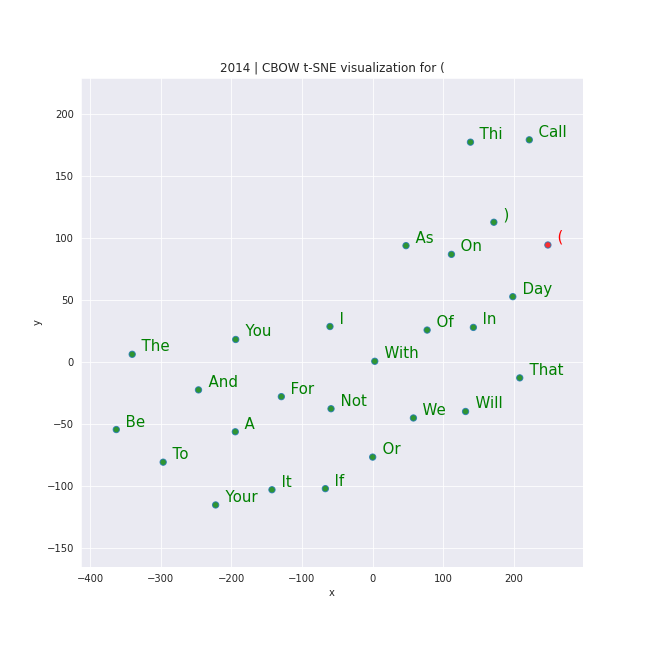 2014 | CBOW t-SNE visualization for (
200
150
100
50
0
−50
−100
−150
y
Thi
Call
)
(
As
On
Day
I
Of
In
You
The
With
That
And
For
Not
We
Will
Be
A
Or
To
It
If
Your
−400 −300 −200 −100 0 100 200
x